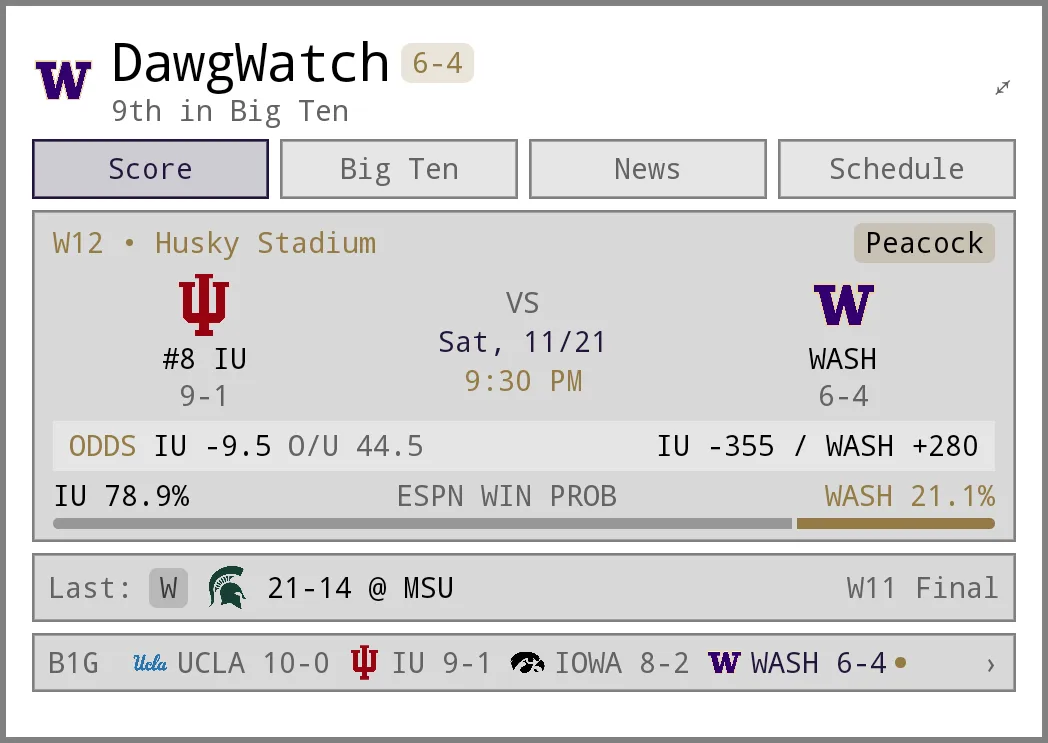 W DawgWatch 6-4
9th in Big Ten
Score Big Ten News Schedule
W12 • Husky Stadium Peacock
VS
Sat, 11/21
9:30 PM
#8 IU
9-1
W
WASH
6-4
ODDS IU -9.5 O/U 44.5 IU -355 / WASH +280
IU 78.9% ESPN WIN PROB WASH 21.1%
Last: W 21-14 @ MSU W11 Final
B1G Ucla UCLA 10-0 IU 9-1 IOWA 8-2 W WASH 6-4 • ›